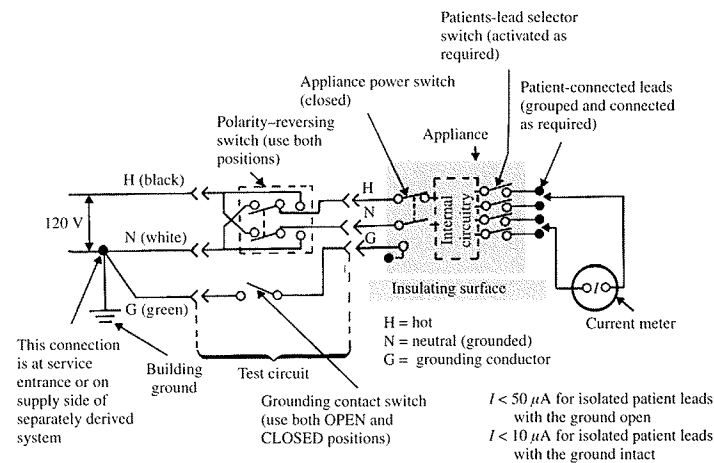 Patients-lead selector
switch (activated as
required)
Appliance power switch
(closed)
Patient-connected leads
(grouped and connected
as required)
Polarity–reversing
switch (use both
positions)
Appliance
H (black)
H
N
120 V
N (white)
G
Internal
circuitry
Insulating surface
I
G (green)
Current meter
H = hot
N = neutral (grounded)
G = grounding conductor
This connection
is at service
entrance or on
supply side of
separately derived
system
Building
ground
Test circuit
Grounding contact switch
(use both OPEN and
CLOSED positions)
I < 50 μA for isolated patient leads
with the ground open
I < 10 μA for isolated patient leads
with the ground intact